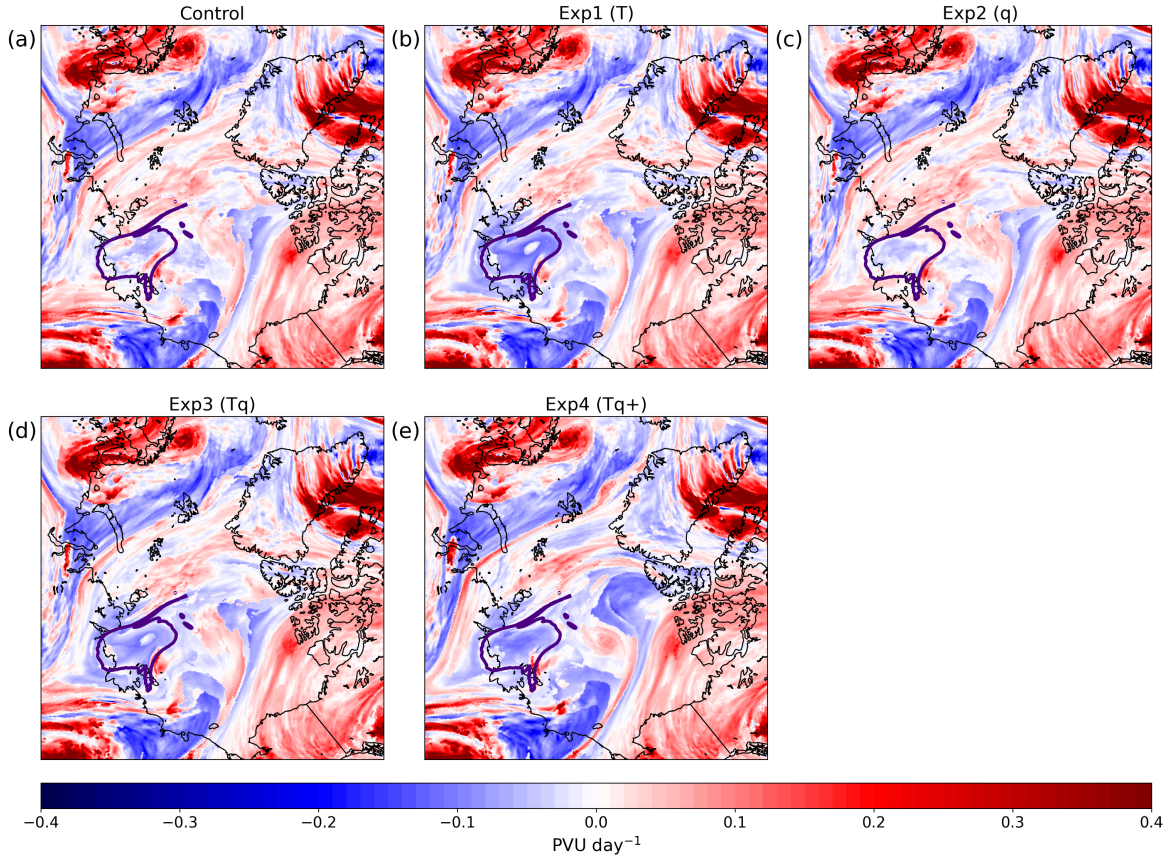 Control
Exp1 (T)
Exp2 (q)
(a)
(b)
(c)
Exp3 (Tq)
Exp4 (Tq+)
(d)
(e)
−0.4 −0.3 −0.2 −0.1 0.0 0.1 0.2 0.3 0.4
PVU day⁻¹